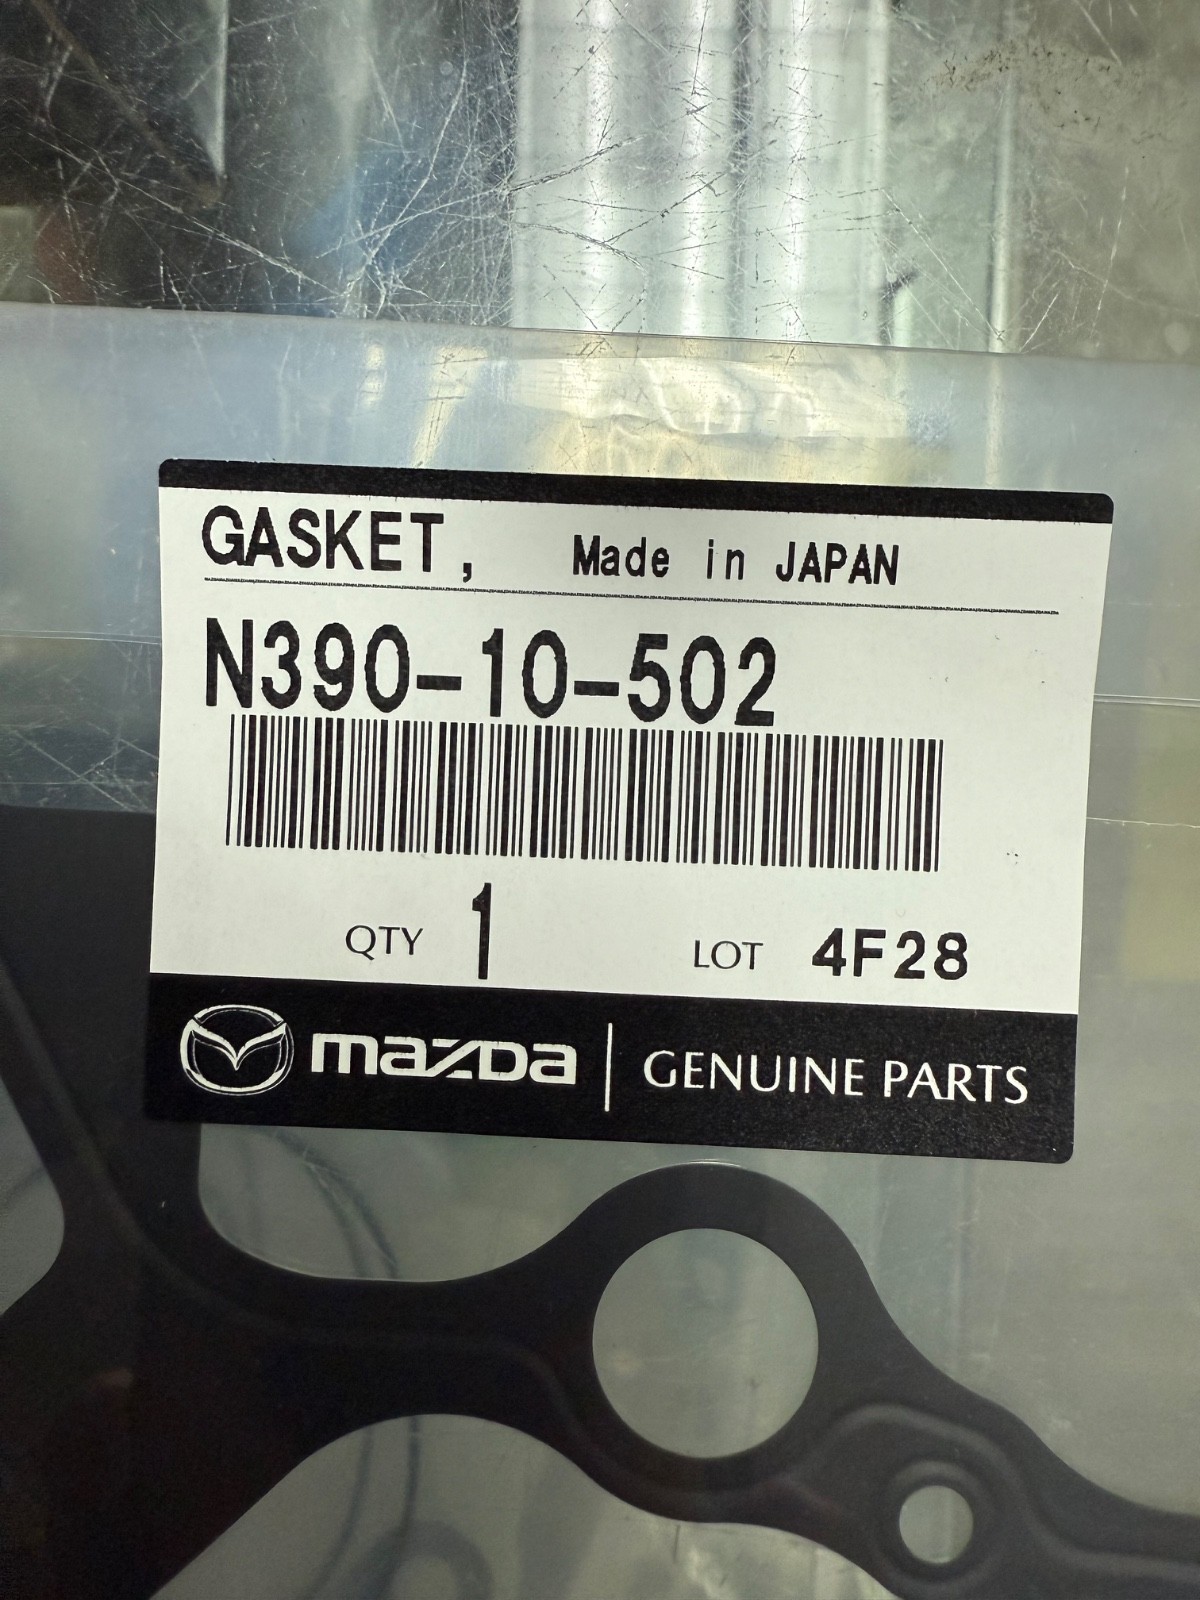 GASKET, Made in JAPAN
N390-10-502
QTY 1 LOT 4F28
mazda | GENUINE PARTS